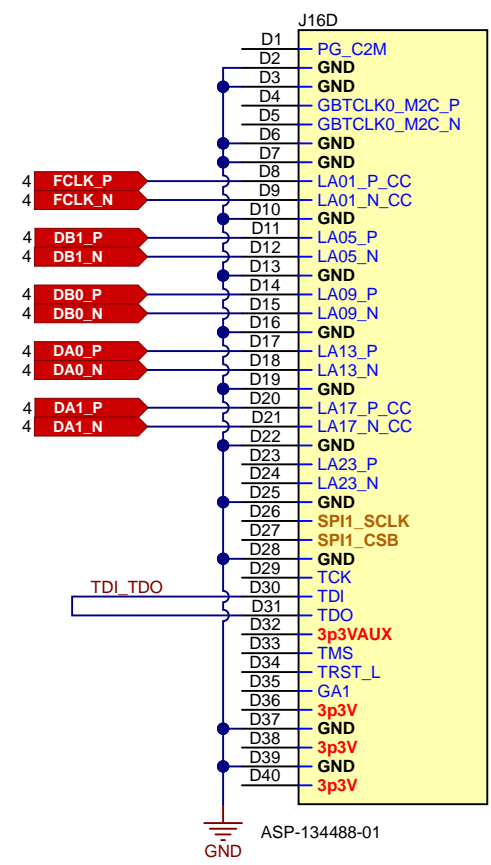 J16D
D1 PG_C2M
D2 GND
D3 GND
D4 GBTCLK0_M2C_P
D5 GBTCLK0_M2C_N
D6 GND
D7 GND
4 FCLK_P D8 LA01_P_CC
4 FCLK_N D9 LA01_N_CC
D10 GND
4 DB1_P D11 LA05_P
4 DB1_N D12 LA05_N
D13 GND
4 DB0_P D14 LA09_P
4 DB0_N D15 LA09_N
D16 GND
4 DA0_P D17 LA13_P
4 DA0_N D18 LA13_N
D19 GND
4 DA1_P D20 LA17_P_CC
4 DA1_N D21 LA17_N_CC
D22 GND
D23 LA23_P
D24 LA23_N
D25 GND
D26 SPI1_SCLK
D27 SPI1_CSB
D28 GND
D29 TCK
TDI_TDO D30 TDI
D31 TDO
D32 3p3VAUX
D33 TMS
D34 TRST_L
D35 GA1
D36 3p3V
D37 GND
D38 3p3V
D39 GND
D40 3p3V
ASP-134488-01
GND